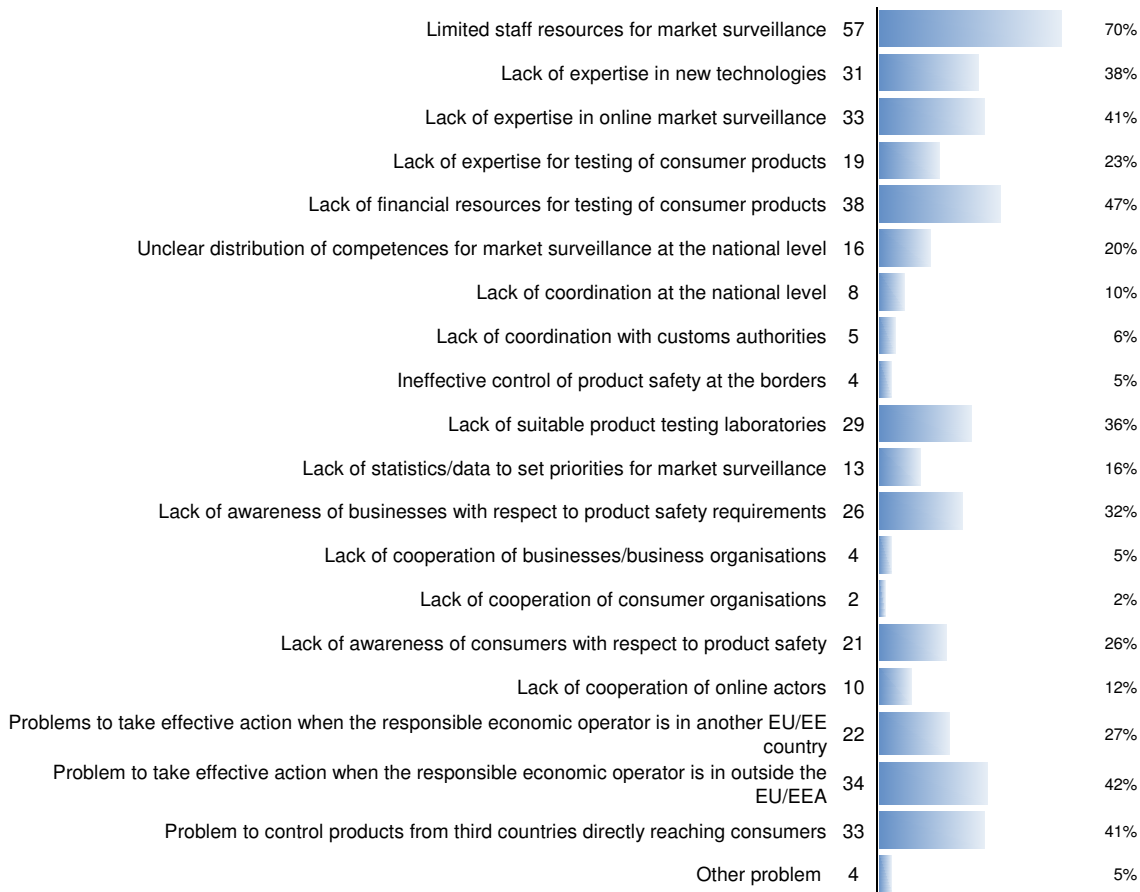 Limited staff resources for market surveillance 57 70%
Lack of expertise in new technologies 31 38%
Lack of expertise in online market surveillance 33 41%
Lack of expertise for testing of consumer products 19 23%
Lack of financial resources for testing of consumer products 38 47%
Unclear distribution of competences for market surveillance at the national level 16 20%
Lack of coordination at the national level 8 10%
Lack of coordination with customs authorities 5 6%
Ineffective control of product safety at the borders 4 5%
Lack of suitable product testing laboratories 29 36%
Lack of statistics/data to set priorities for market surveillance 13 16%
Lack of awareness of businesses with respect to product safety requirements 26 32%
Lack of cooperation of businesses/business organisations 4 5%
Lack of cooperation of consumer organisations 2 2%
Lack of awareness of consumers with respect to product safety 21 26%
Lack of cooperation of online actors 10 12%
Problems to take effective action when the responsible economic operator is in another EU/EE
country 22 27%
Problem to take effective action when the responsible economic operator is in outside the
EU/EEA 34 42%
Problem to control products from third countries directly reaching consumers 33 41%
Other problem 4 5%